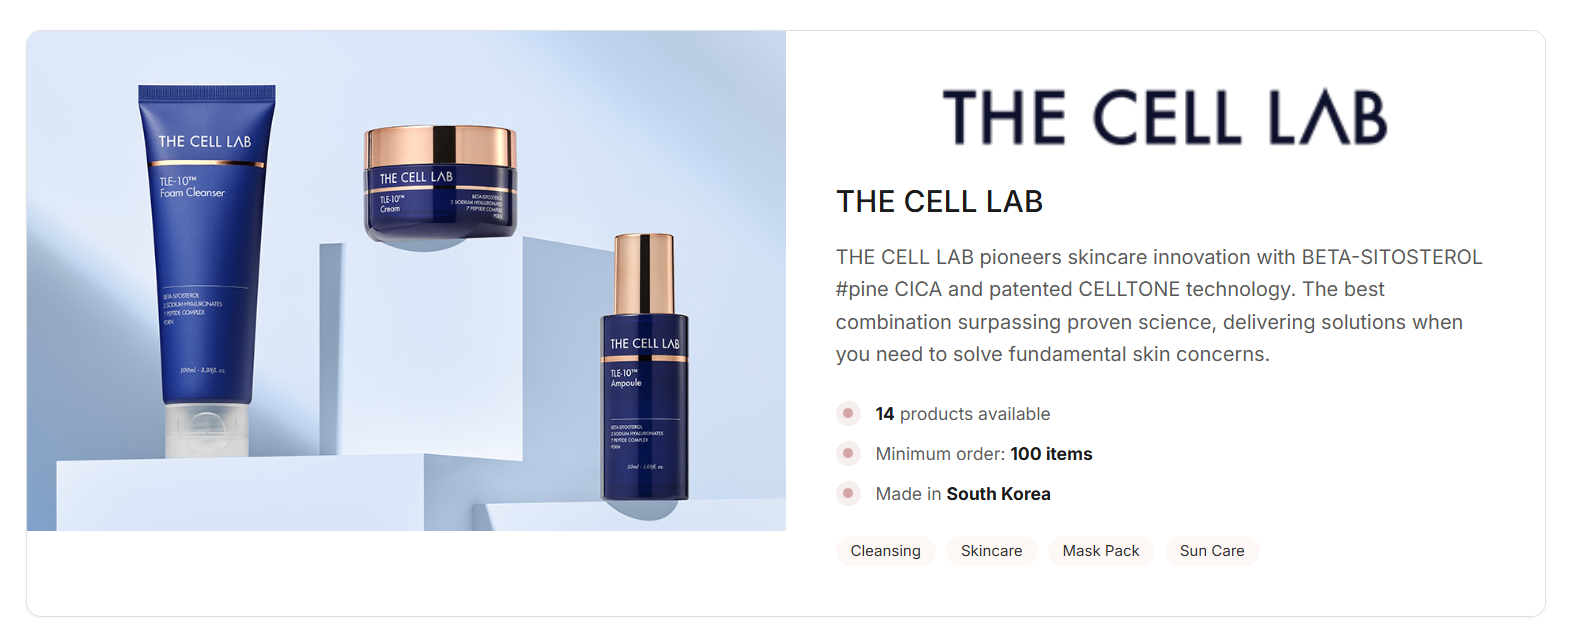 THE CELL LAB
TLE-10™
Foam Cleanser
BETA-SITOSTEROL
2 SODIUM HYALURONATES
7 PEPTIDE COMPLEX
PDRN
100ml - 3.38fl. oz.
THE CELL LAB
TLE-10™
Cream
BETA-SITOSTEROL
2 SODIUM HYALURONATES
7 PEPTIDE COMPLEX
PDRN
THE CELL LAB
TLE-10™
Ampoule
BETA-SITOSTEROL
2 SODIUM HYALURONATES
7 PEPTIDE COMPLEX
PDRN
50ml - 1.69fl. oz.
THE CELL LAB
THE CELL LAB
THE CELL LAB pioneers skincare innovation with BETA-SITOSTEROL
#pine CICA and patented CELLTONE technology. The best
combination surpassing proven science, delivering solutions when
you need to solve fundamental skin concerns.
14 products available
Minimum order: 100 items
Made in South Korea
Cleansing
Skincare
Mask Pack
Sun Care